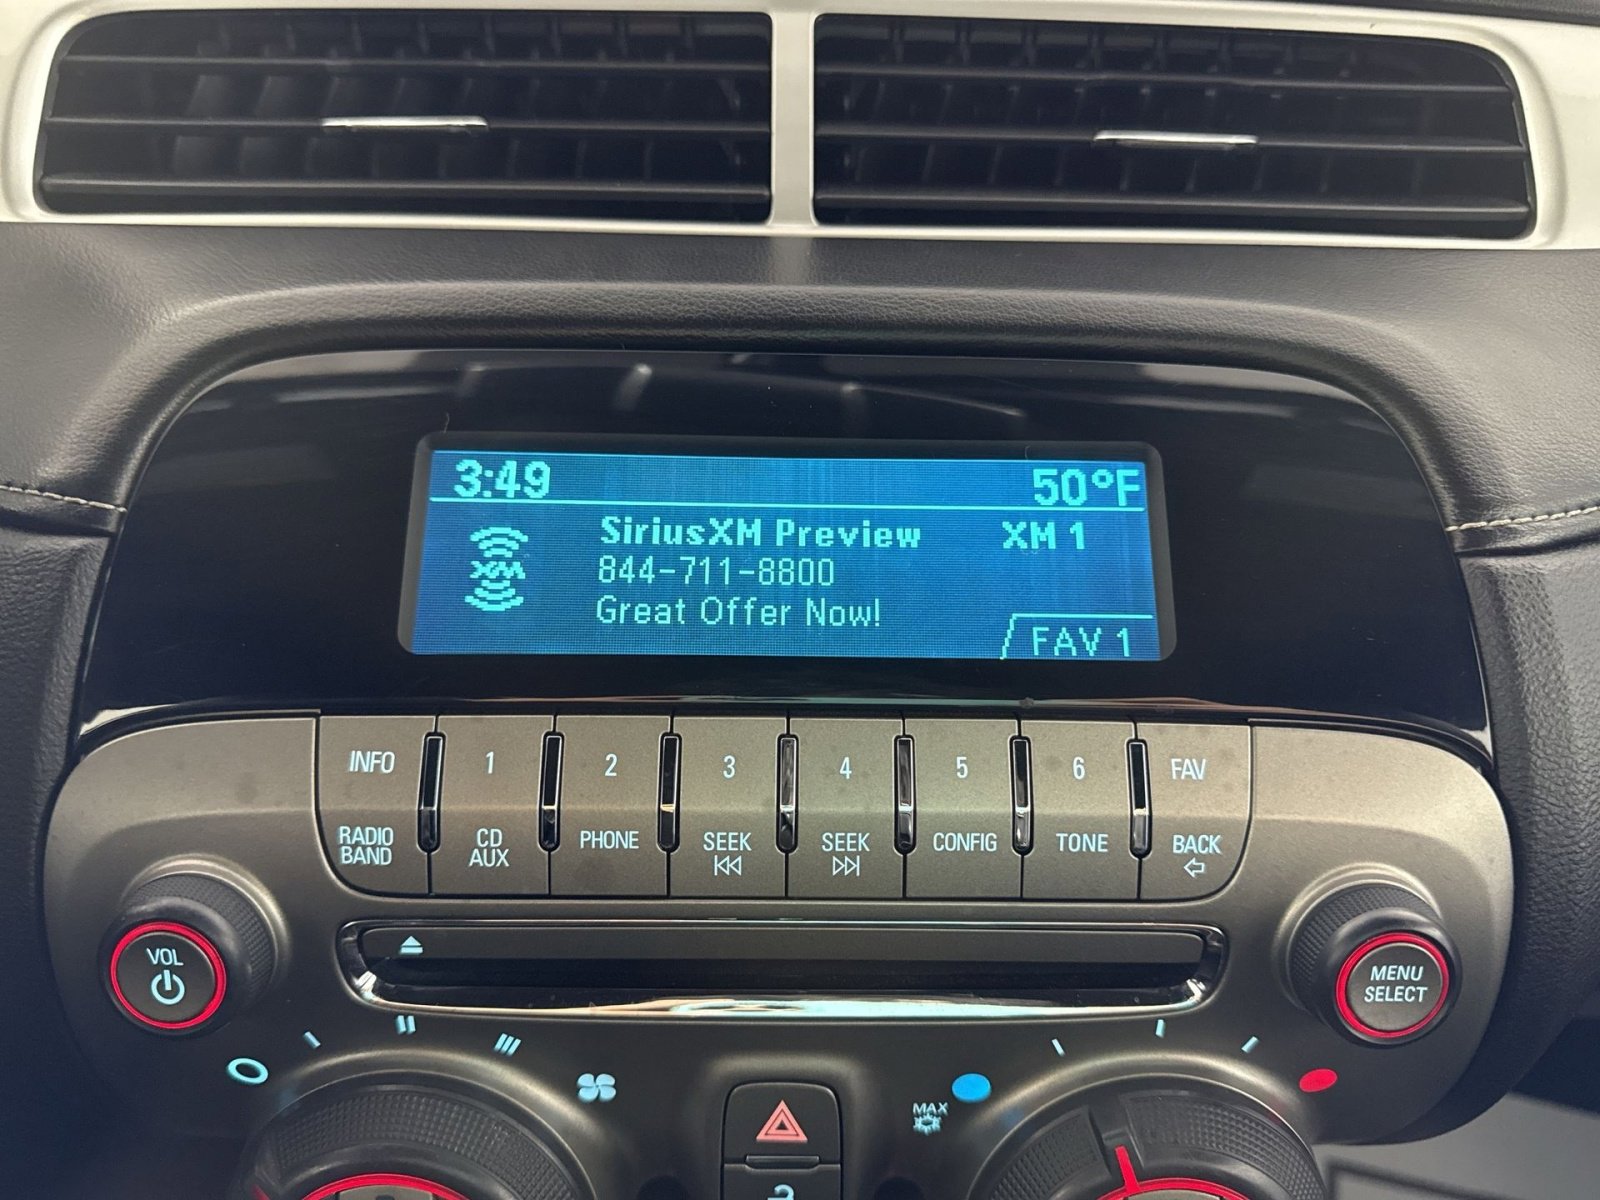 3:49 50°F
SiriusXM Preview XM 1
XM 844-711-8800
Great Offer Now!
FAV 1
INFO 1 2 3 4 5 6 FAV
RADIO BAND CD AUX PHONE SEEK SEEK CONFIG TONE BACK
VOL
MENU
SELECT
MAX